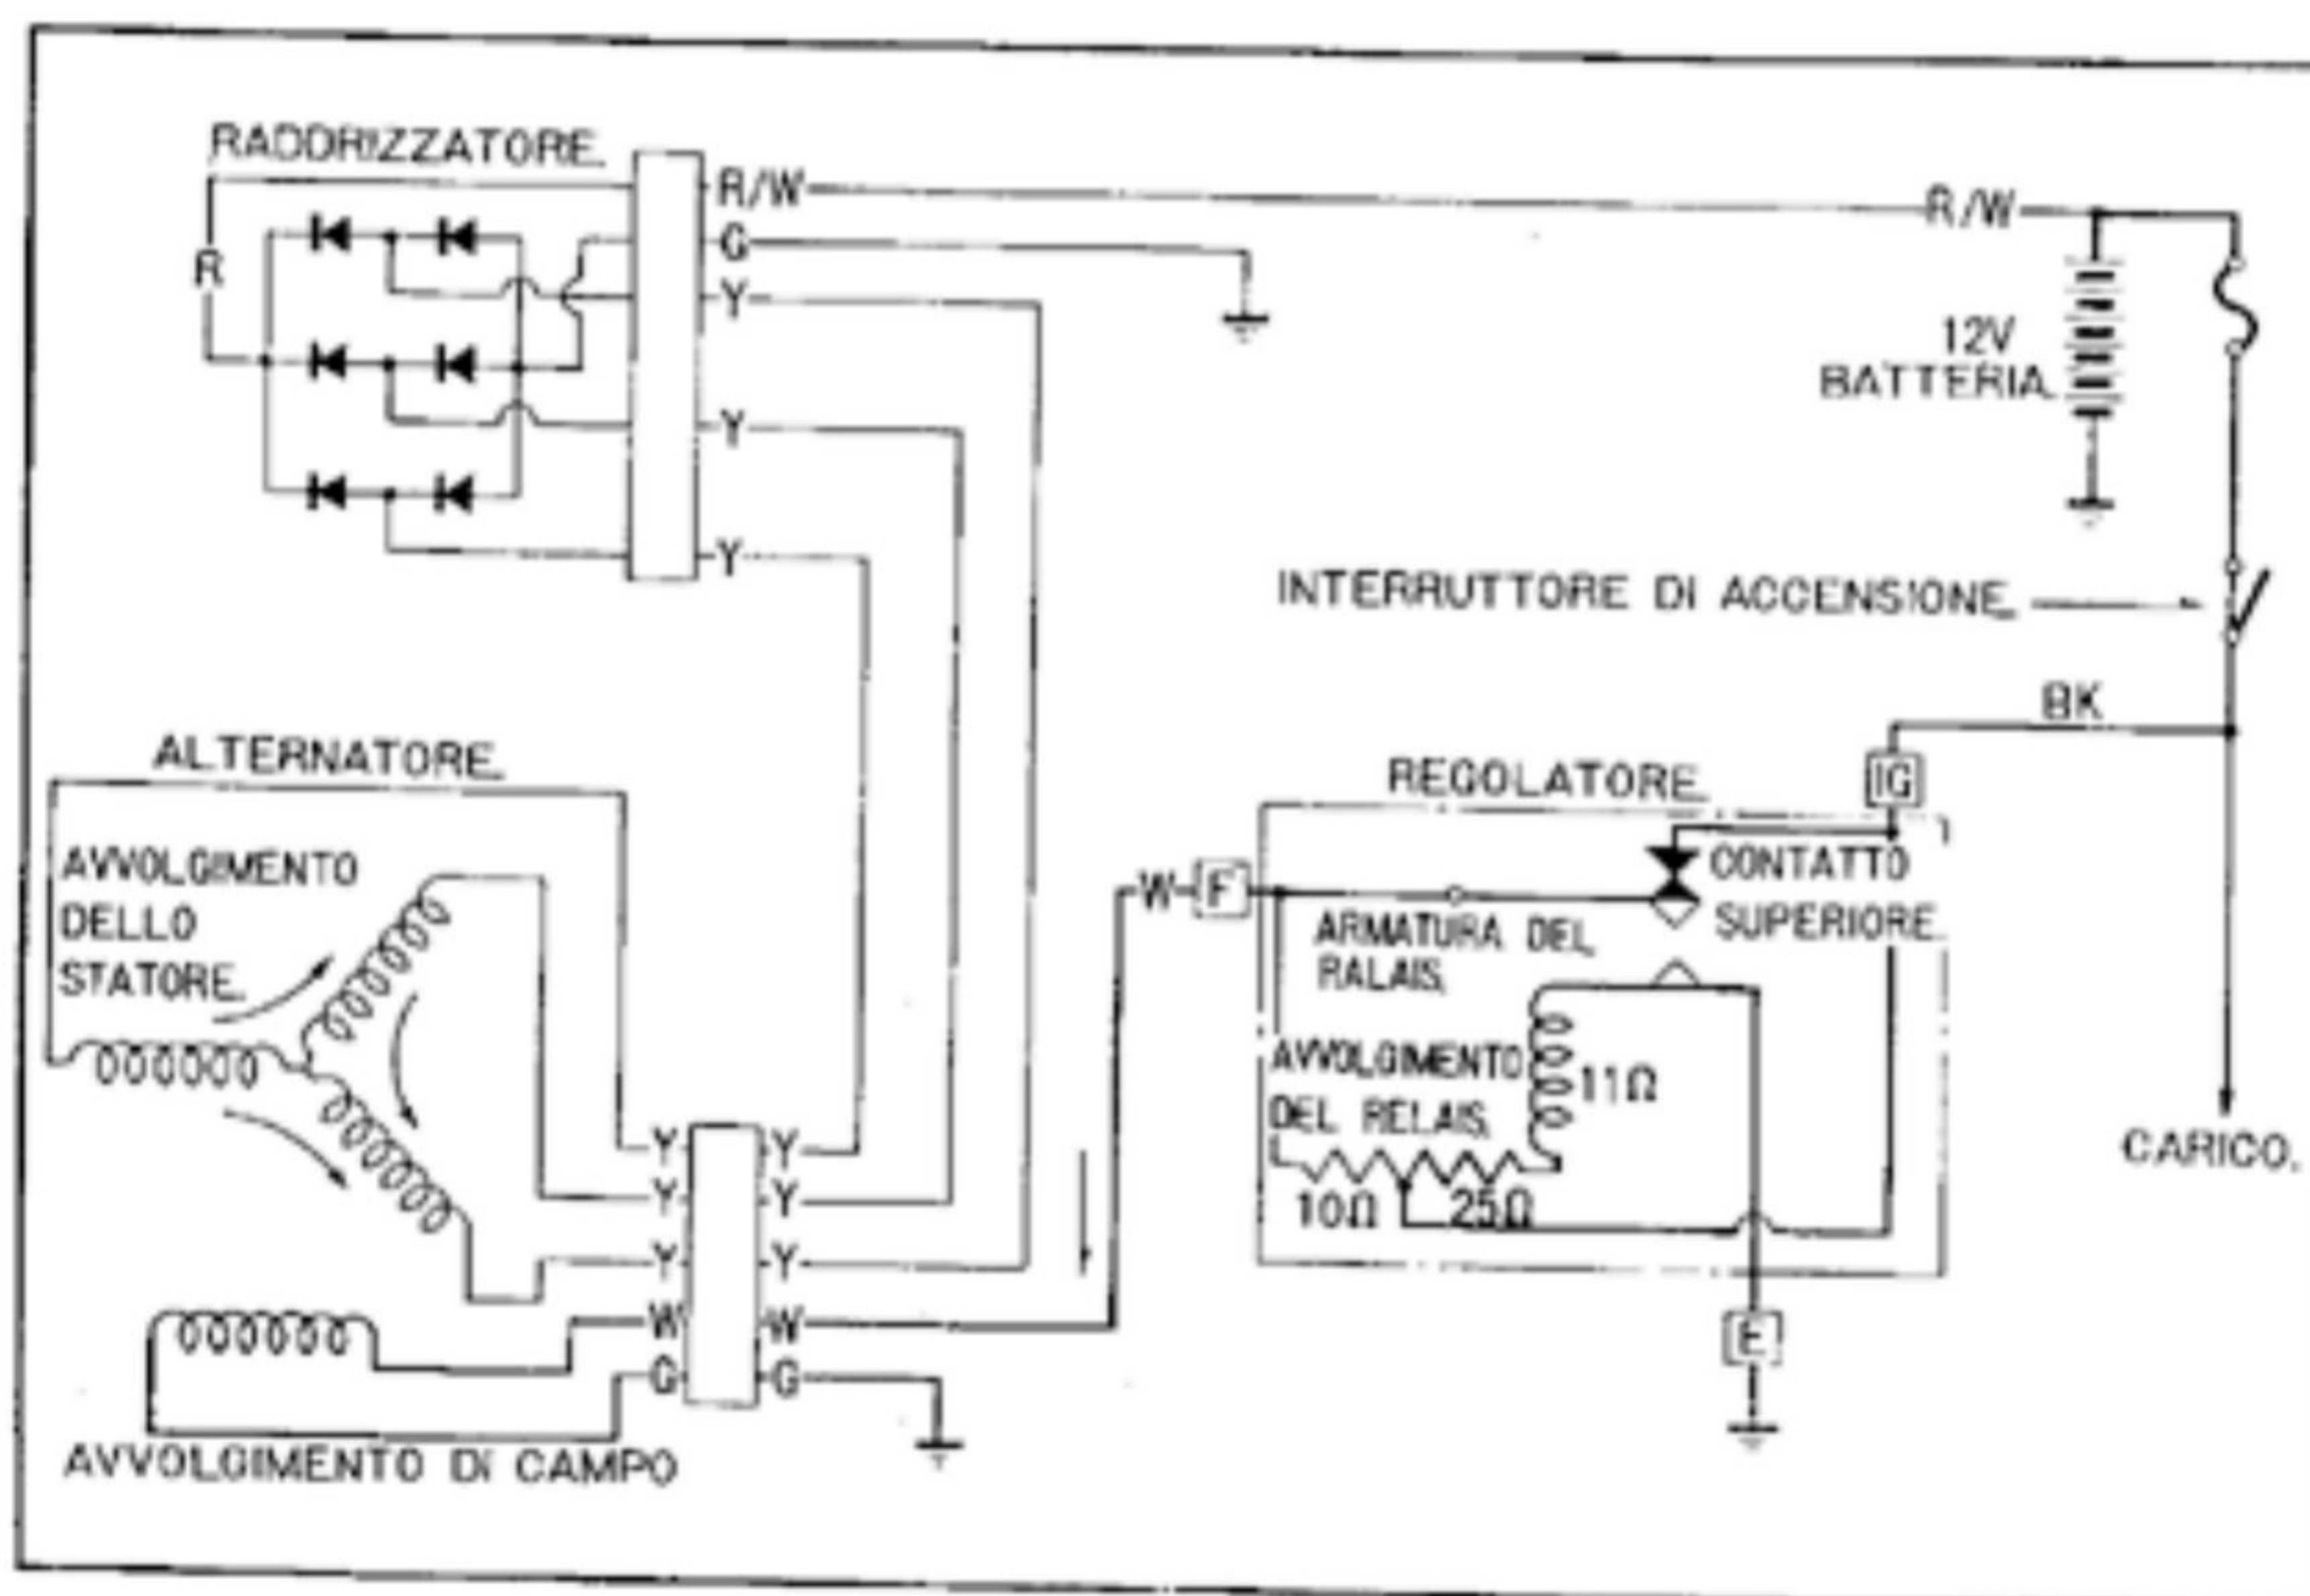 RADDRIZZATORE.
R/W
R/W
G
R
Y
12V
BATTERIA.
Y
Y
INTERRUTTORE DI ACCENSIONE.
BK
ALTERNATORE.
REGOLATORE.
IG
AVVOLGIMENTO
DELLO
STATORE.
CONTATTO
SUPERIORE.
W
F
ARMATURA DEL
RALAIS.
AVVOLGIMENTO
DEL RELAIS.
11Ω
10Ω
25Ω
CARICO.
Y Y
Y Y
Y Y
W W
G G
E
AVVOLGIMENTO DI CAMPO